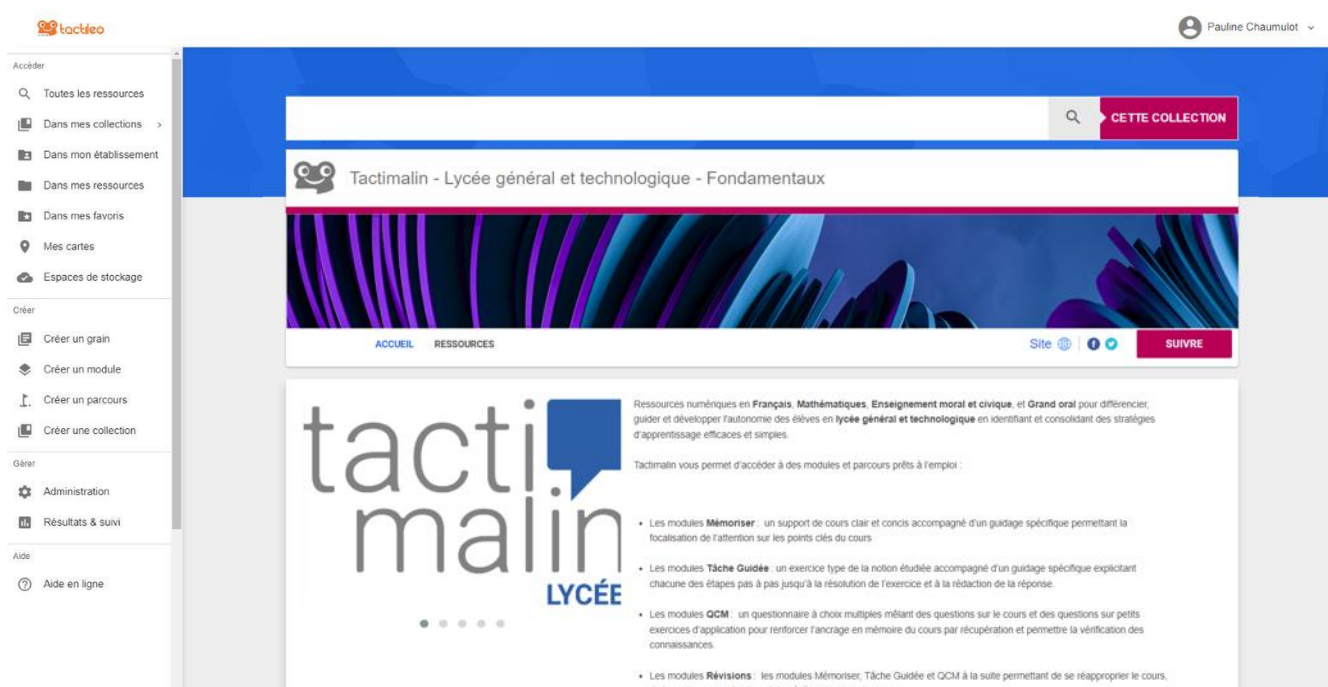 tactileo
Pauline Chaumulot
Accéder
Toutes les ressources
Dans mes collections >
Dans mon établissement
Dans mes ressources
Dans mes favoris
Mes cartes
Espaces de stockage
Créer
Créer un grain
Créer un module
Créer un parcours
Créer une collection
Gérer
Administration
Résultats & suivi
Aide
Aide en ligne
CETTE COLLECTION
Tactimalin - Lycée général et technologique - Fondamentaux
ACCUEIL RESSOURCES
Site
SUIVRE
tacti
malin
LYCÉE
Ressources numériques en Français, Mathématiques, Enseignement moral et civique, et Grand oral pour différencier,
guider et développer l'autonomie des élèves en lycée général et technologique en identifiant et consolidant des stratégies
d'apprentissage efficaces et simples.
Tactimalin vous permet d'accéder à des modules et parcours prêts à l'emploi :
• Les modules Mémoriser : un support de cours clair et concis accompagné d'un guidage spécifique permettant la
focalisation de l'attention sur les points clés du cours
• Les modules Tâche Guidée : un exercice type de la notion étudiée accompagné d'un guidage spécifique explicitant
chacune des étapes pas à pas jusqu'à la résolution de l'exercice et à la rédaction de la réponse.
• Les modules QCM : un questionnaire à choix multiples mêlant des questions sur le cours et des questions sur petits
exercices d'application pour renforcer l'ancrage en mémoire du cours par récupération et permettre la vérification des
connaissances.
• Les modules Révisions : les modules Mémoriser, Tâche Guidée et QCM à la suite permettant de se réapproprier le cours,